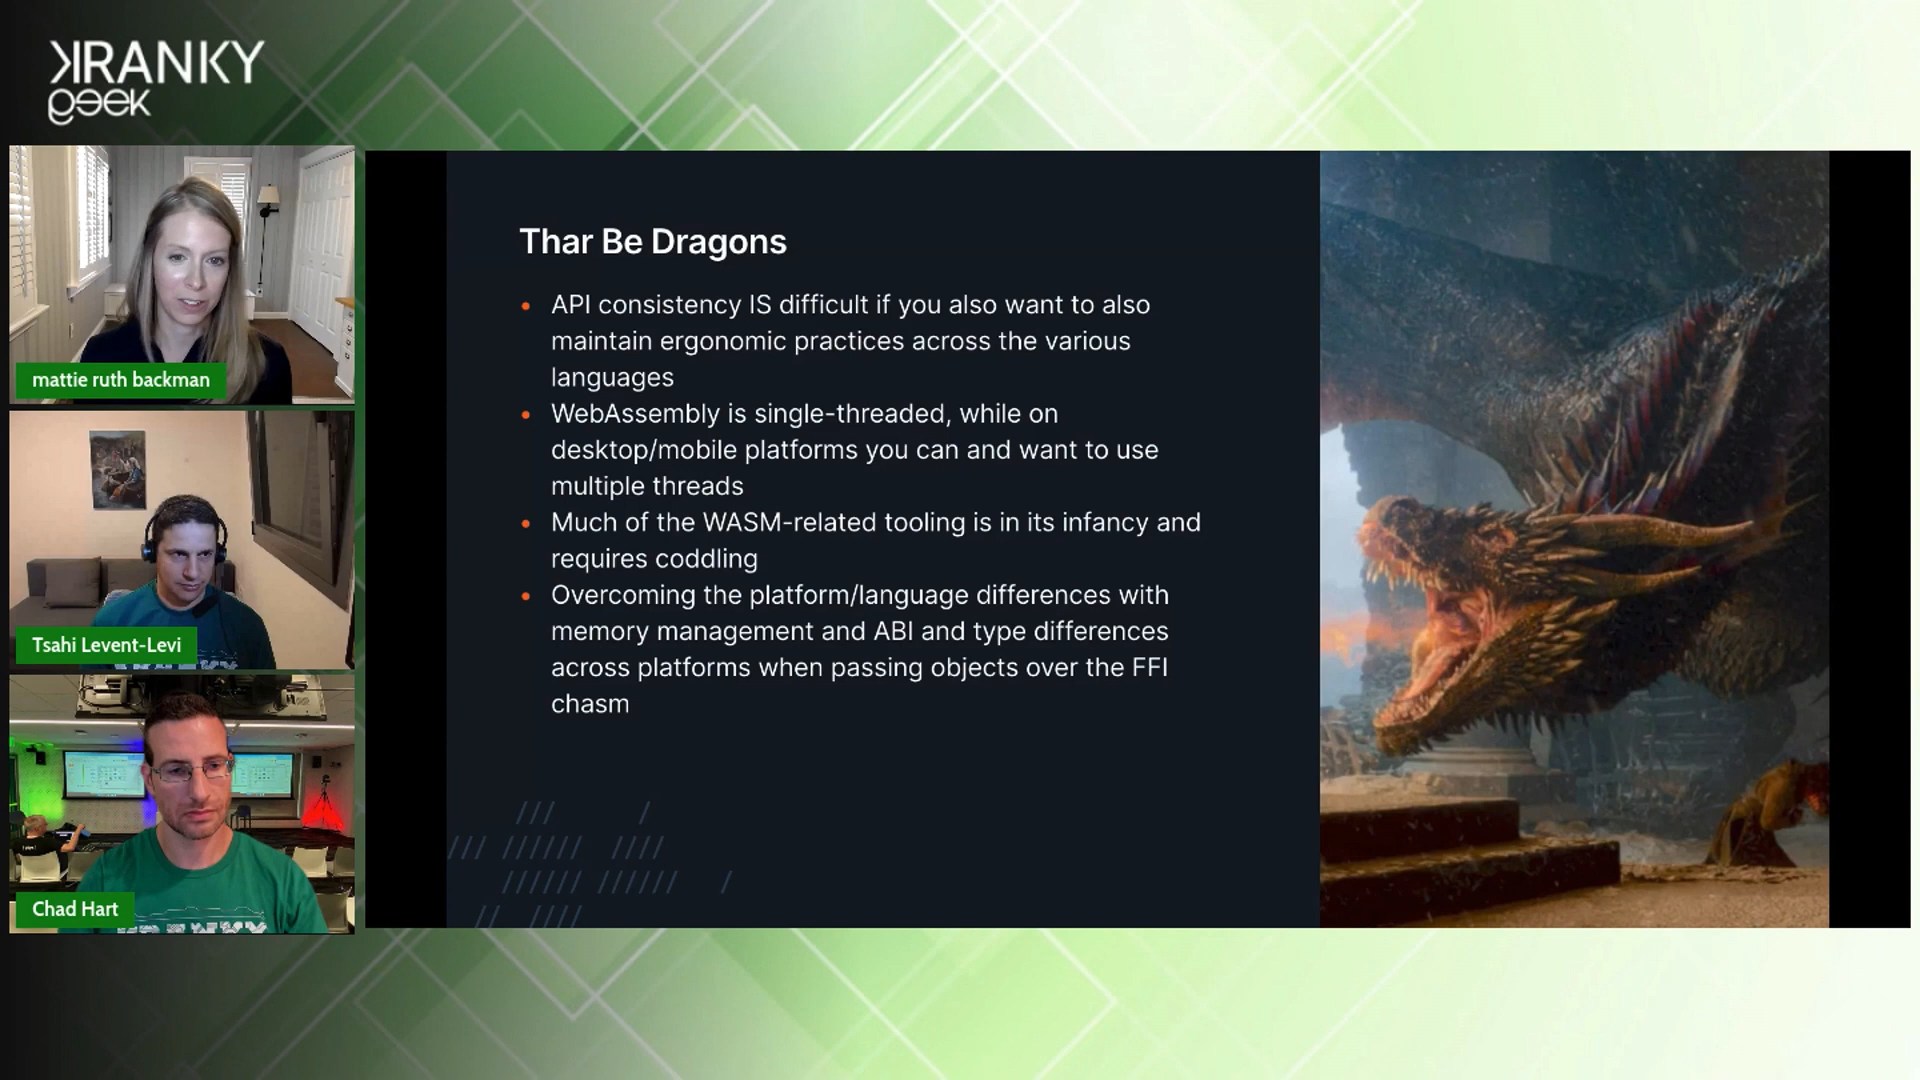 KRANKY
geek
mattie ruth backman
Tsahi Levent-Levi
Chad Hart
Thar Be Dragons
• API consistency IS difficult if you also want to also
maintain ergonomic practices across the various
languages
• WebAssembly is single-threaded, while on
desktop/mobile platforms you can and want to use
multiple threads
• Much of the WASM-related tooling is in its infancy and
requires coddling
• Overcoming the platform/language differences with
memory management and ABI and type differences
across platforms when passing objects over the FFI
chasm